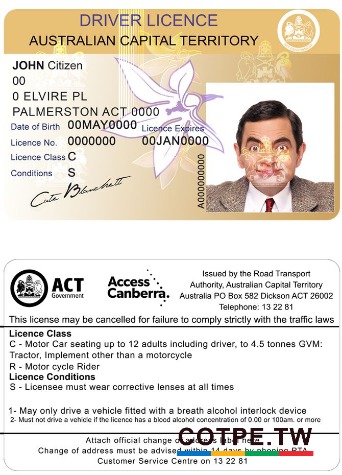 DRIVER LICENCE
AUSTRALIAN CAPITAL TERRITORY
JOHN Citizen
00
0 ELVIRE PL
PALMERSTON ACT 0000
Date of Birth 00MAY0000 Licence Expires
Licence No. 0000000 00JAN0000
Licence Class C
Conditions S
A000000000
ACT
Government
Access
Canberra.
Issued by the Road Transport
Authority, Australian Capital Territory
Australia PO Box 582 Dickson ACT 26002
Telephone: 13 22 81
This license may be cancelled for failure to comply strictly with the traffic laws
Licence Class
C - Motor Car seating up to 12 adults including driver, to 4.5 tonnes GVM:
Tractor, Implement other than a motorcycle
R - Motor cycle Rider
Licence Conditions
S - Licensee must wear corrective lenses at all times
1- May only drive a vehicle fitted with a breath alcohol interlock device
2- Must not drive a vehicle if the licence has a blood alcohol concentration of 0.00 or 100am. or more
COTPE.TW
Attach official change of address label here
Change of address must be advised within 14 days by phoning RTA
Customer Service Centre on 13 22 81